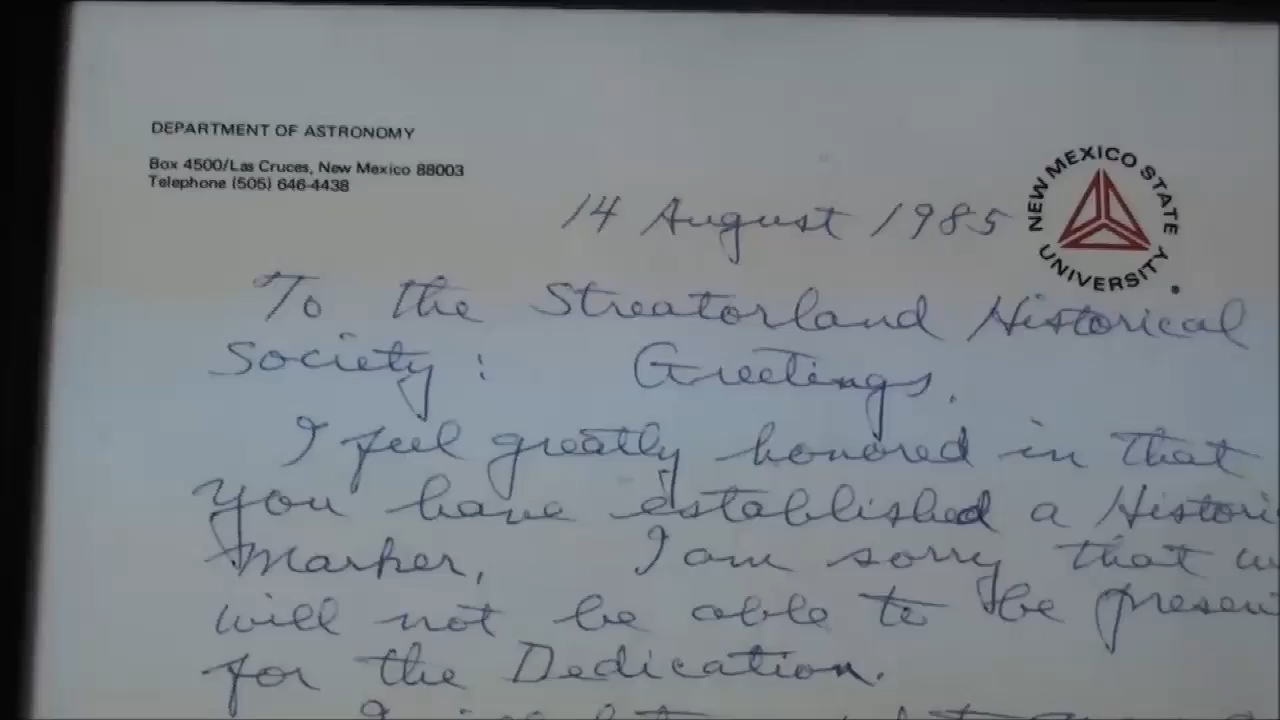 DEPARTMENT OF ASTRONOMY
Box 4500/Las Cruces, New Mexico 88003
Telephone (505) 646-4438
NEW MEXICO STATE UNIVERSITY
14 August 1985
To the Streatorland Historical
Society: Greetings.
I feel greatly honored in that
you have established a Histori
Marker, I am sorry that w
will not be able to be presen
for the Dedication.